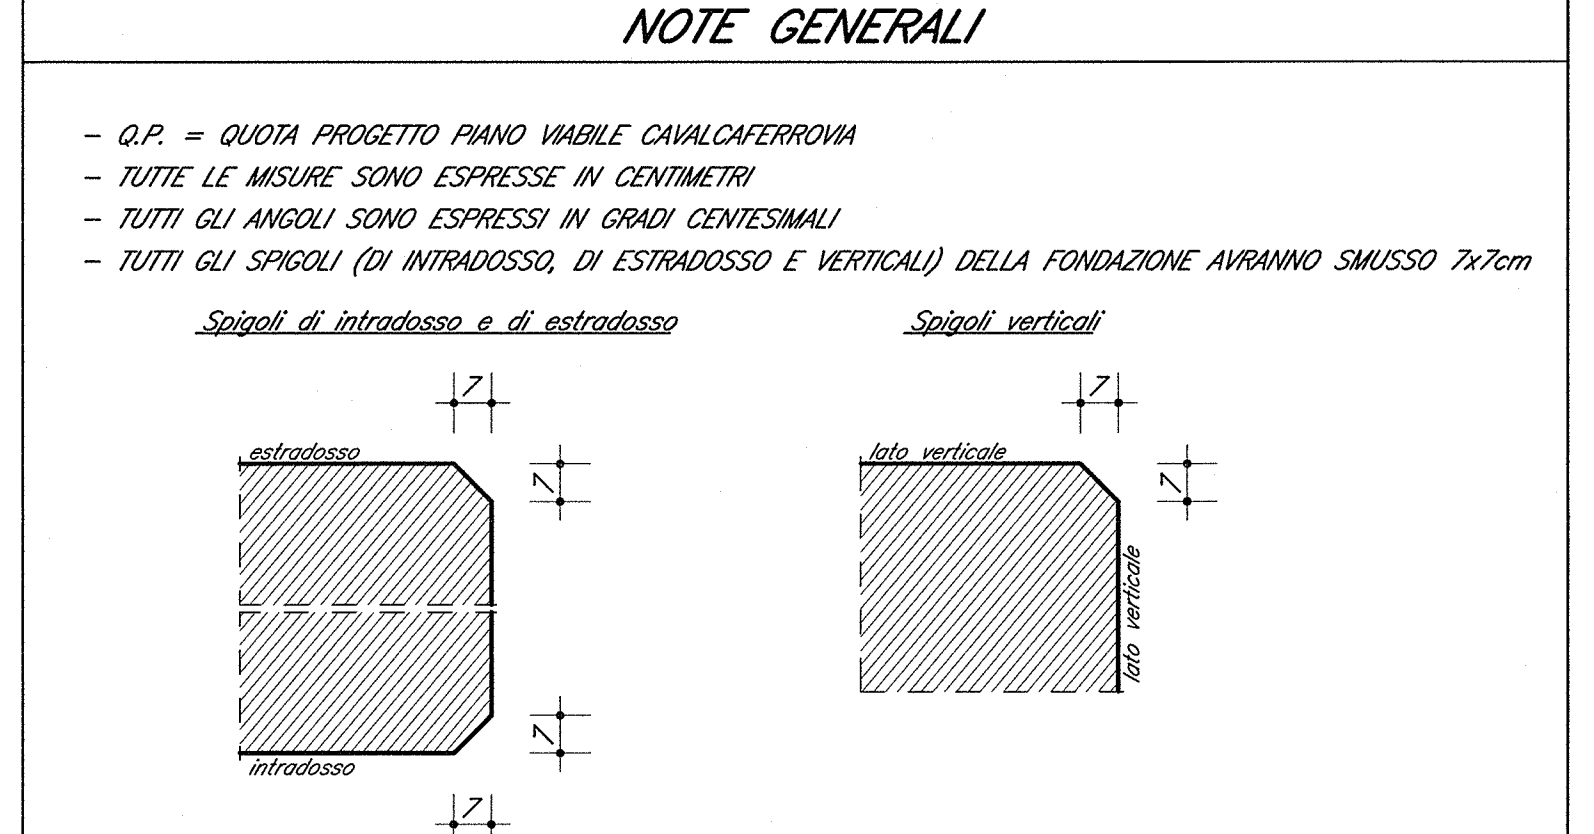 NOTE GENERALI
- Q.P. = QUOTA PROGETTO PIANO VIABILE CAVALCAFERROVIA
- TUTTE LE MISURE SONO ESPRESSE IN CENTIMETRI
- TUTTI GLI ANGOLI SONO ESPRESSI IN GRADI CENTESIMALI
- TUTTI GLI SPIGOLI (DI INTRADOSSO, DI ESTRADOSSO E VERTICALI) DELLA FONDAZIONE AVRANNO SMUSSO 7x7cm
Spigoli di intradosso e di estradosso
7
estradosso
7
7
intradosso
7
Spigoli verticali
7
lato verticale
7
lato verticale